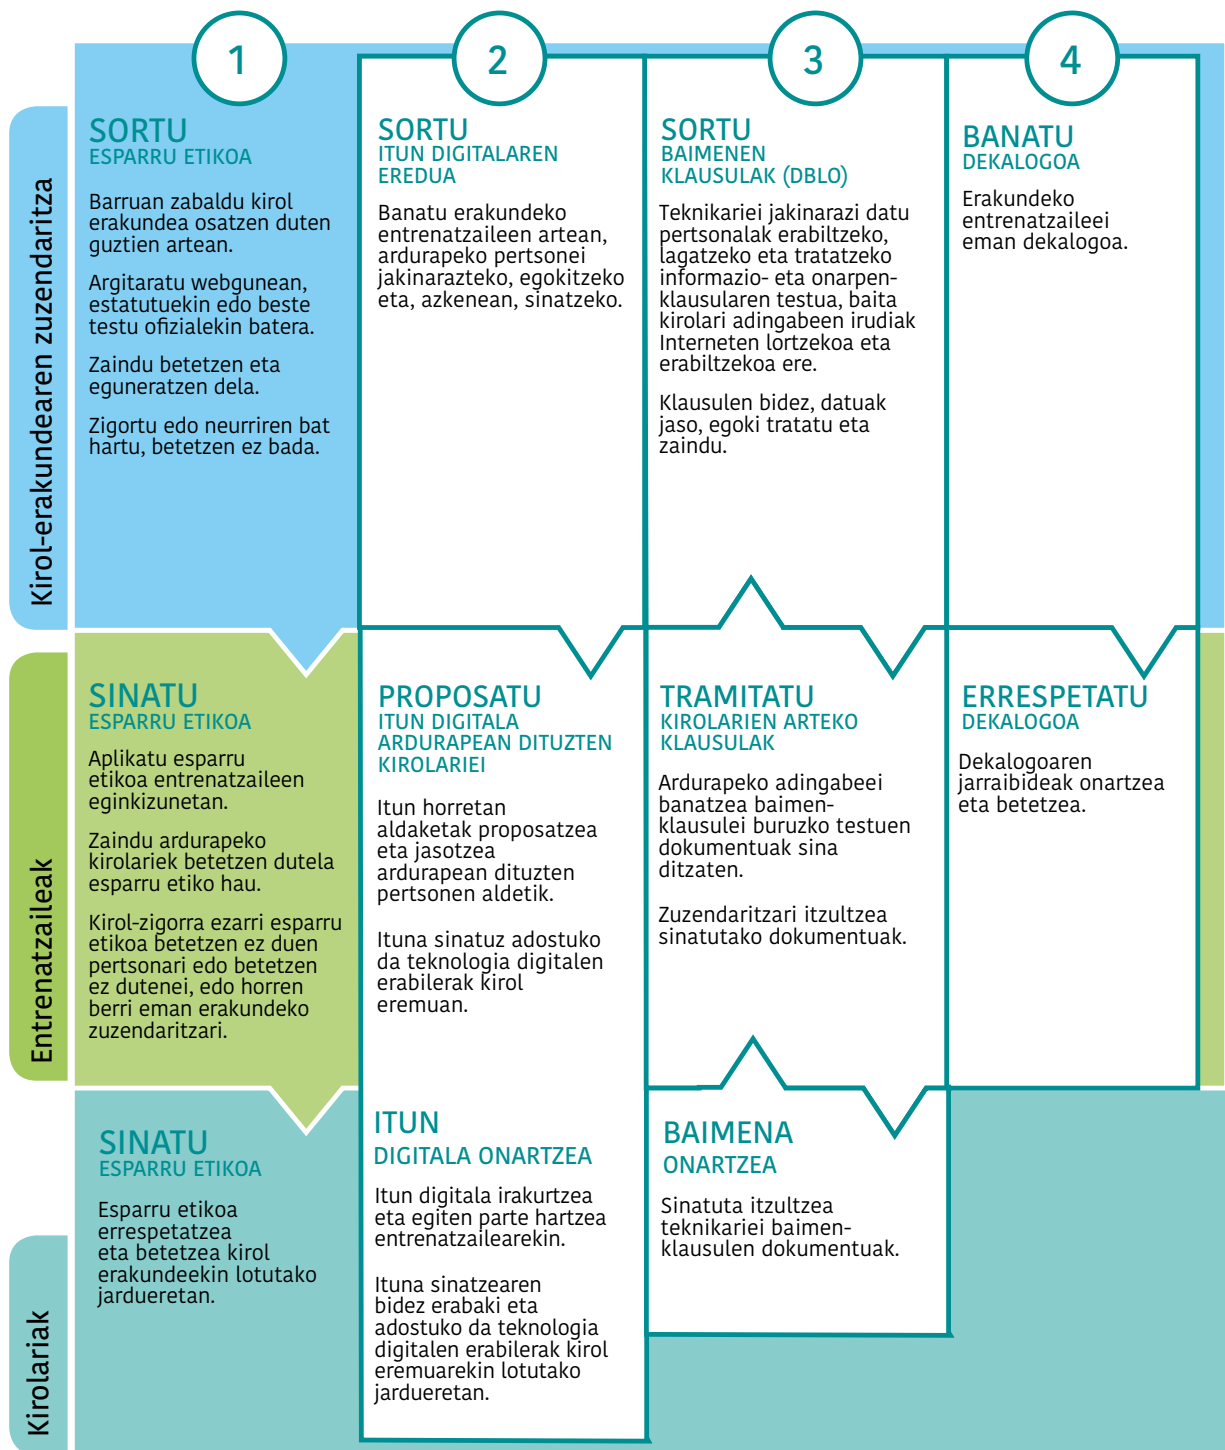 1
2
3
4
Kirol-erakundearen zuzendaritza
SORTU
ESPARRU ETIKOA
Barruan zabaldu kirol
erakundea osatzen duten
guztien artean.
Argitaratu webgunean,
estatutuekin edo beste
testu ofizialekin batera.
Zaindu betetzen eta
eguneratzen dela.
Zigortu edo neurriren bat
hartu, betetzen ez bada.
SORTU
ITUN DIGITALAREN
EREDUA
Banatu erakundeko
entrenatzaileen artean,
ardurapeko pertsonei
jakinarazteko, egokitzeko
eta, azkenean, sinatzeko.
SORTU
BAIMENEN
KLAUSULAK (DBLO)
Teknikariei jakinarazi datu
pertsonalak erabiltzeko,
lagatzeko eta tratatzeko
informazio- eta onarpen-
klausularen testua, baita
kirolari adingabeen irudiak
Interneten lortzekoa eta
erabiltzekoa ere.
Klausulen bidez, datuak
jaso, egoki tratatu eta
zaindu.
BANATU
DEKALOGOA
Erakundeko
entrenatzaileei
eman dekalogoa.
Entrenatzaileak
SINATU
ESPARRU ETIKOA
Aplikatu esparru
etikoa entrenatzaileen
eginkizunetan.
Zaindu ardurapeko
kirolariek betetzen dutela
esparru etiko hau.
Kirol-zigorra ezarri esparru
etikoa betetzen ez duen
pertsonari edo betetzen
ez dutenei, edo horren
berri eman erakundeko
zuzendaritzari.
PROPOSATU
ITUN DIGITALA
ARDURAPEAN DITUZTEN
KIROLARIEI
Itun horretan
aldaketak proposatzea
eta jasotzea
ardurapean dituzten
pertsonen aldetik.
Ituna sinatuz adostuko
da teknologia digitalen
erabilerak kirol
eremuan.
TRAMITATU
KIROLARIEN ARTEKO
KLAUSULAK
Ardurapeko adingabeei
banatzea baimen-
klausulei buruzko testuen
dokumentuak sina
ditzaten.
Zuzendaritzari itzultzea
sinatutako dokumentuak.
ERRESPETATU
DEKALOGOA
Dekalogoaren
jarraibideak onartzea
eta betetzea.
Kirolariak
SINATU
ESPARRU ETIKOA
Esparru etikoa
errespetatzea
eta betetzea kirol
erakundeekin lotutako
jardueretan.
ITUN
DIGITALA ONARTZEA
Itun digitala irakurtzea
eta egiten parte hartzea
entrenatzailearekin.
Ituna sinatzearen
bidez erabaki eta
adostuko da teknologia
digitalen erabilerak kirol
eremuarekin lotutako
jardueretan.
BAIMENA
ONARTZEA
Sinatuta itzultzea
teknikariei baimen-
klausulen dokumentuak.